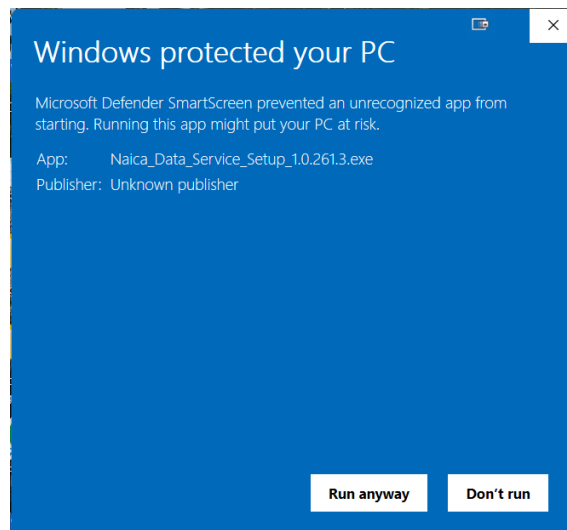 Windows protected your PC
Microsoft Defender SmartScreen prevented an unrecognized app from
starting. Running this app might put your PC at risk.
App: Naica_Data_Service_Setup_1.0.261.3.exe
Publisher: Unknown publisher
Run anyway Don't run